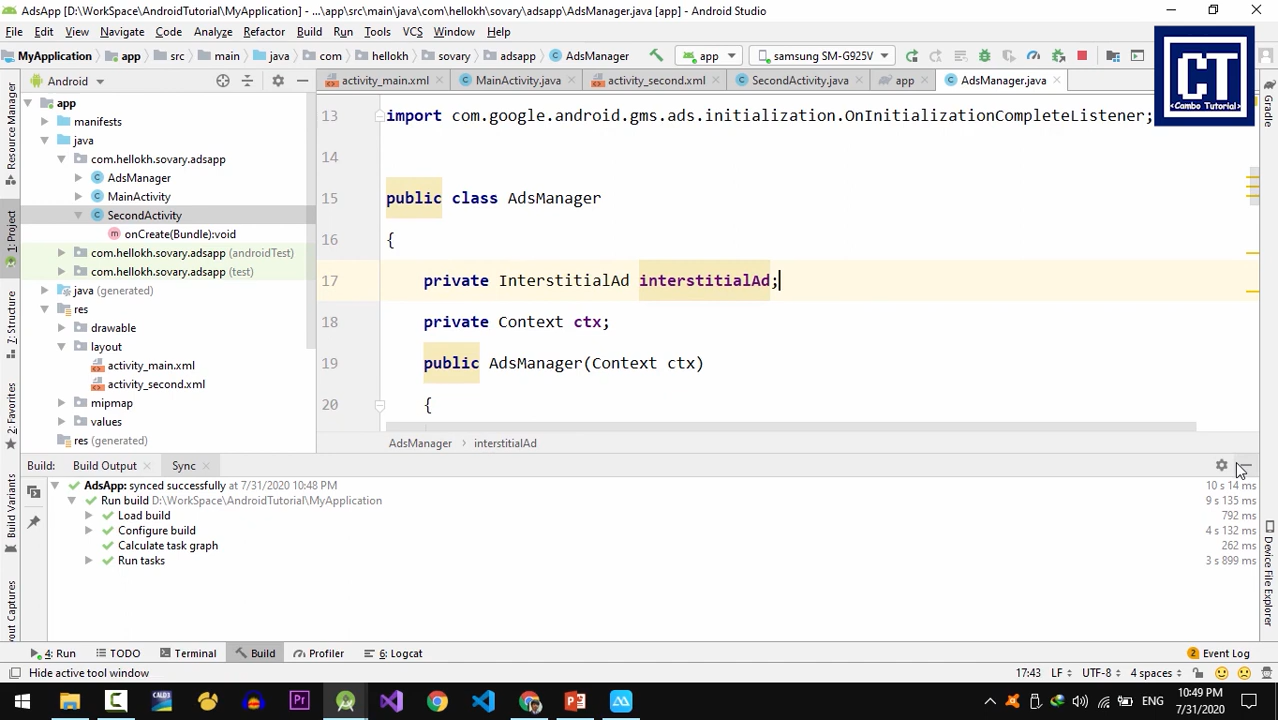 AdsApp [D:\WorkSpace\AndroidTutorial\MyApplication] - ...\app\src\main\java\com\hellokh\sovary\adsapp\AdsManager.java [app] - Android Studio
File Edit View Navigate Code Analyze Refactor Build Run Tools VCS Window Help
MyApplication app src main java com hellokh sovary adsapp AdsManager app samsung SM-G925V
CT
<Cambo Tutorial>
Android
activity_main.xml MainActivity.java activity_second.xml SecondActivity.java app AdsManager.java
Resource Manager
1: Project
Z: Structure
2: Favorites
Build Variants
yout Captures
Gradle
Device File Explorer
app
manifests
java
com.hellokh.sovary.adsapp
AdsManager
MainActivity
SecondActivity
onCreate(Bundle):void
com.hellokh.sovary.adsapp (androidTest)
com.hellokh.sovary.adsapp (test)
java (generated)
res
drawable
layout
activity_main.xml
activity_second.xml
mipmap
values
res (generated)
13 import com.google.android.gms.ads.initialization.OnInitializationCompleteListener;
14
15 public class AdsManager
16 {
17 private InterstitialAd interstitialAd;
18 private Context ctx;
19 public AdsManager(Context ctx)
20 {
AdsManager interstitialAd
Build: Build Output Sync
AdsApp: synced successfully at 7/31/2020 10:48 PM 10 s 14 ms
Run build D:\WorkSpace\AndroidTutorial\MyApplication 9 s 135 ms
Load build 792 ms
Configure build 4 s 132 ms
Calculate task graph 262 ms
Run tasks 3 s 899 ms
4: Run TODO Terminal Build Profiler 6: Logcat 2 Event Log
Hide active tool window 17:43 LF UTF-8 4 spaces
CALD3 Pr P ENG 10:49 PM
7/31/2020